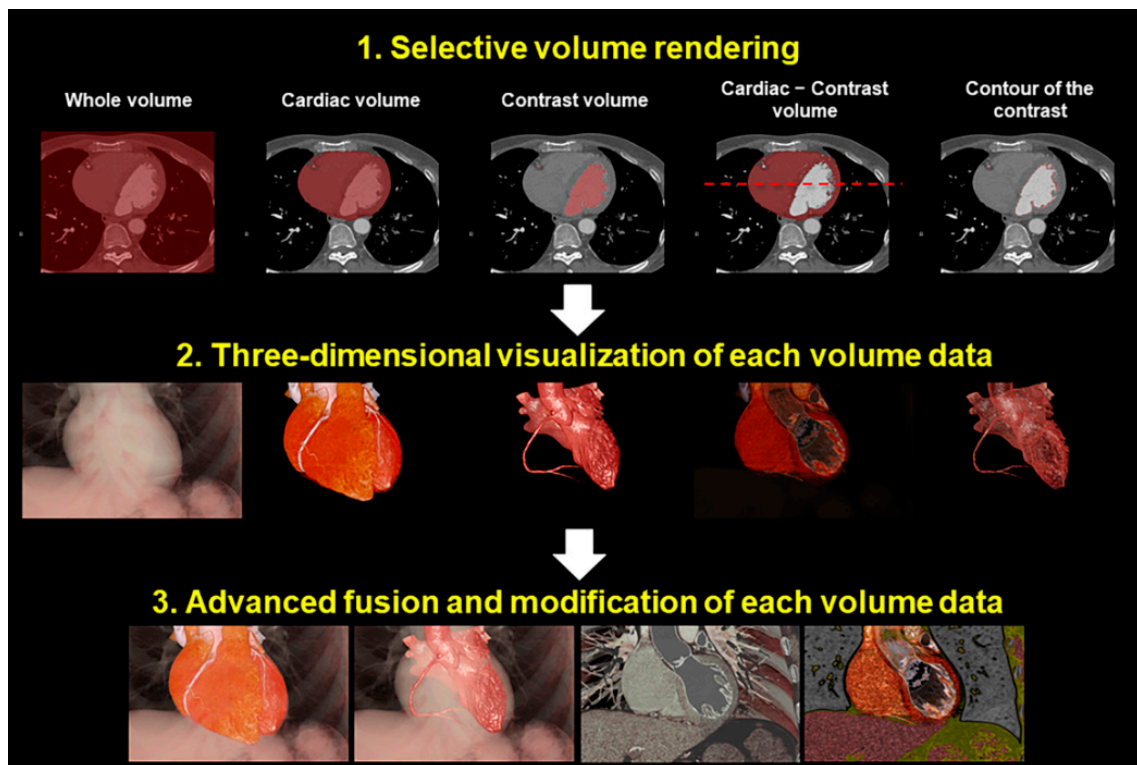 1. Selective volume rendering
Whole volume
Cardiac volume
Contrast volume
Cardiac − Contrast
volume
Contour of the
contrast
2. Three-dimensional visualization of each volume data
3. Advanced fusion and modification of each volume data